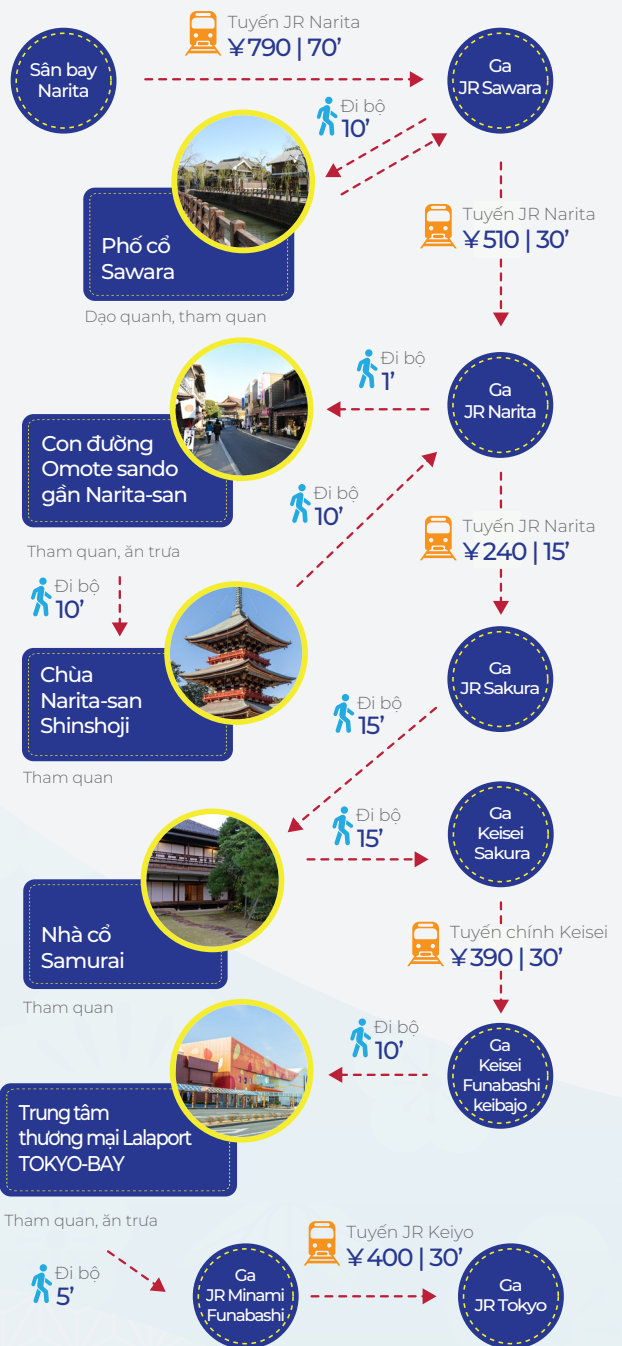 Tuyến JR Narita
¥790 | 70’
Sân bay
Narita
Ga
JR Sawara
Đi bộ
10’
Phố cổ
Sawara
Dạo quanh, tham quan
Tuyến JR Narita
¥510 | 30’
Ga
JR Narita
Đi bộ
1’
Con đường
Omote sando
gần Narita-san
Tham quan, ăn trưa
Đi bộ
10’
Đi bộ
10’
Tuyến JR Narita
¥240 | 15’
Chùa
Narita-san
Shinshoji
Tham quan
Ga
JR Sakura
Đi bộ
15’
Nhà cổ
Samurai
Tham quan
Đi bộ
15’
Ga
Keisei
Sakura
Tuyến chính Keisei
¥390 | 30’
Ga
Keisei
Funabashi
keibajo
Đi bộ
10’
Trung tâm
thương mại Lalaport
TOKYO-BAY
Tham quan, ăn trưa
Đi bộ
5’
Ga
JR Minami
Funabashi
Tuyến JR Keiyo
¥400 | 30’
Ga
JR Tokyo